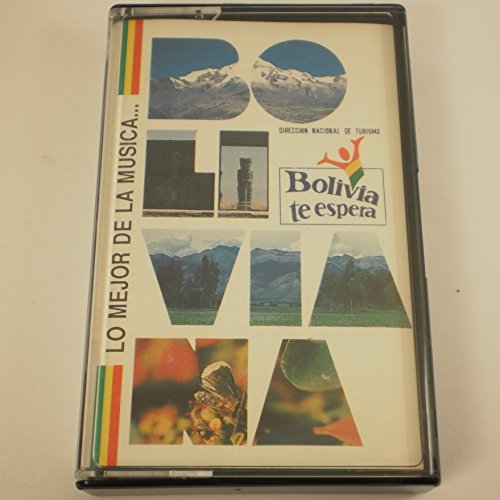 LO MEJOR DE LA MUSICA...
BO
LI
VIA
NA
DIRECCION NACIONAL DE TURISMO
Bolivia
te espera